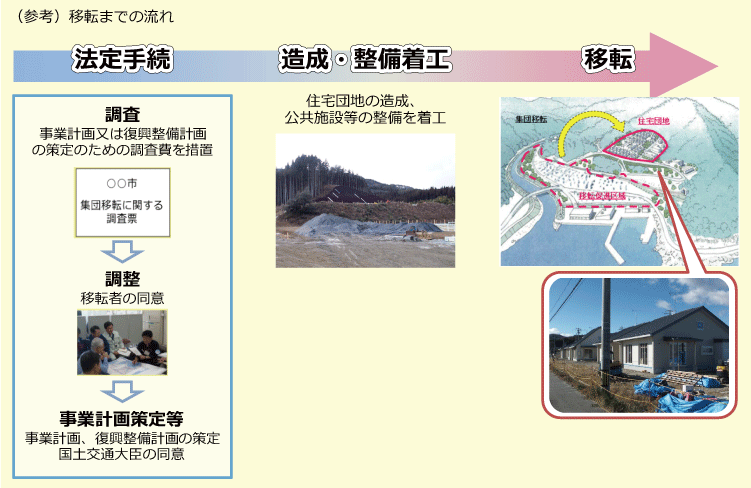 （参考）移転までの流れ
法定手続
造成・整備着工
移転
調査
事業計画又は復興整備計画
の策定のための調査費を措置
〇〇市
集団移転に関する
調査票
調整
移転者の同意
事業計画策定等
事業計画、復興整備計画の策定
国土交通大臣の同意
住宅団地の造成、
公共施設等の整備を着工
集団移転
住宅団地
移転促進区域